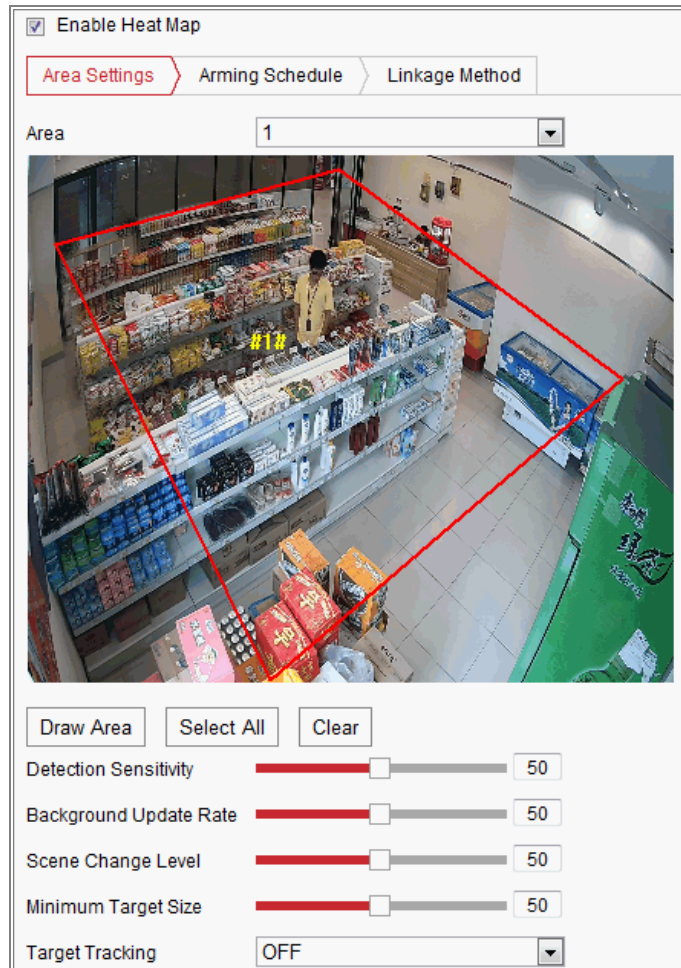 Enable Heat Map
Area Settings
Arming Schedule
Linkage Method
Area
1
#1#
Draw Area
Select All
Clear
Detection Sensitivity
50
Background Update Rate
50
Scene Change Level
50
Minimum Target Size
50
Target Tracking
OFF